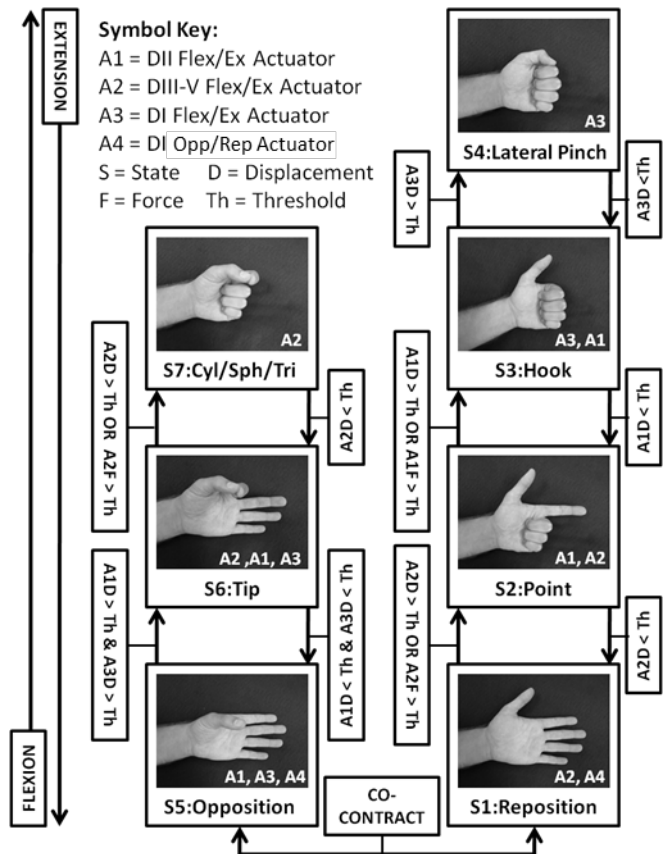 EXTENSION
FLEXION
Symbol Key:
A1 = DII Flex/Ex Actuator
A2 = DIII-V Flex/Ex Actuator
A3 = DI Flex/Ex Actuator
A4 = DI Opp/Rep Actuator
S = State D = Displacement
F = Force Th = Threshold
A3
S4:Lateral Pinch
A3D > Th
A3D <Th
A2
S7:Cyl/Sph/Tri
A3, A1
S3:Hook
A2D > Th OR A2F > Th
A2D < Th
A1D > Th OR A1F > Th
A1D < Th
A2 ,A1, A3
S6:Tip
A1, A2
S2:Point
A1D > Th & A3D > Th
A1D < Th & A3D < Th
A2D > Th OR A2F > Th
A2D < Th
A1, A3, A4
S5:Opposition
A2, A4
S1:Reposition
CO-
CONTRACT